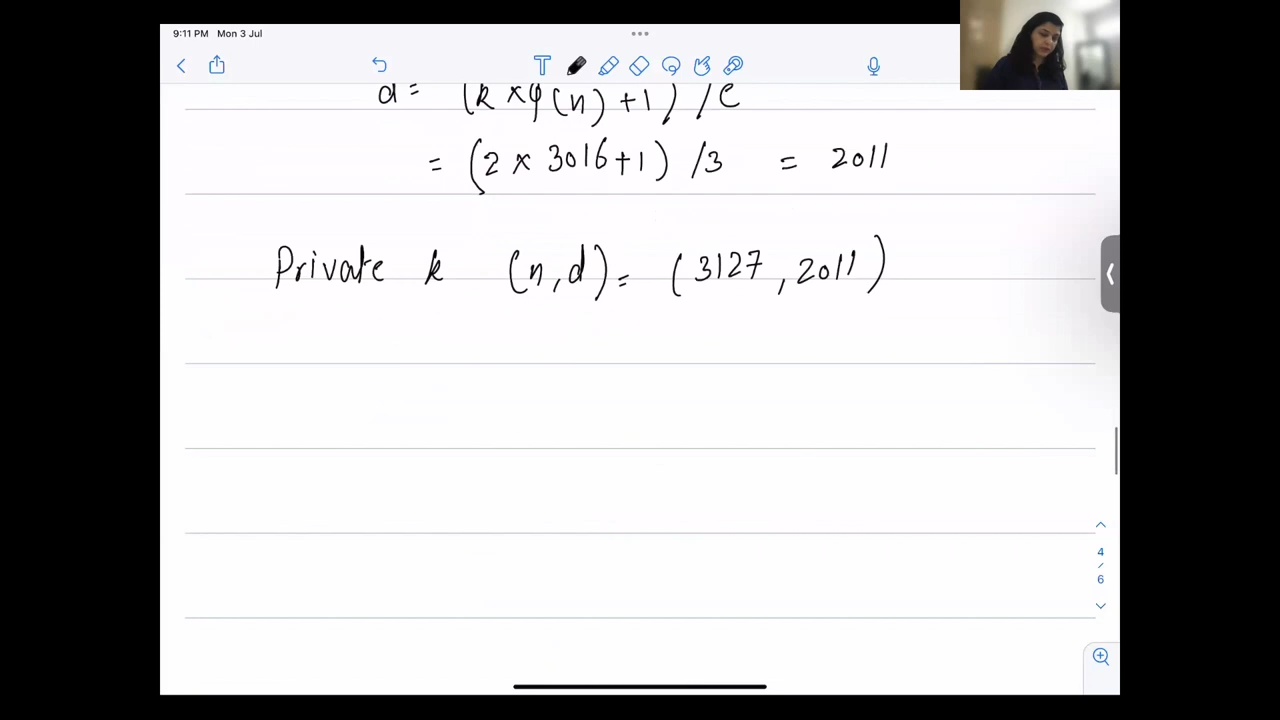 9:11 PM Mon 3 Jul
d = (k × φ(n) + 1) / e
= (2 × 3016 + 1) / 3 = 2011
Private k (n, d) = (3127, 2011)
4
/
6